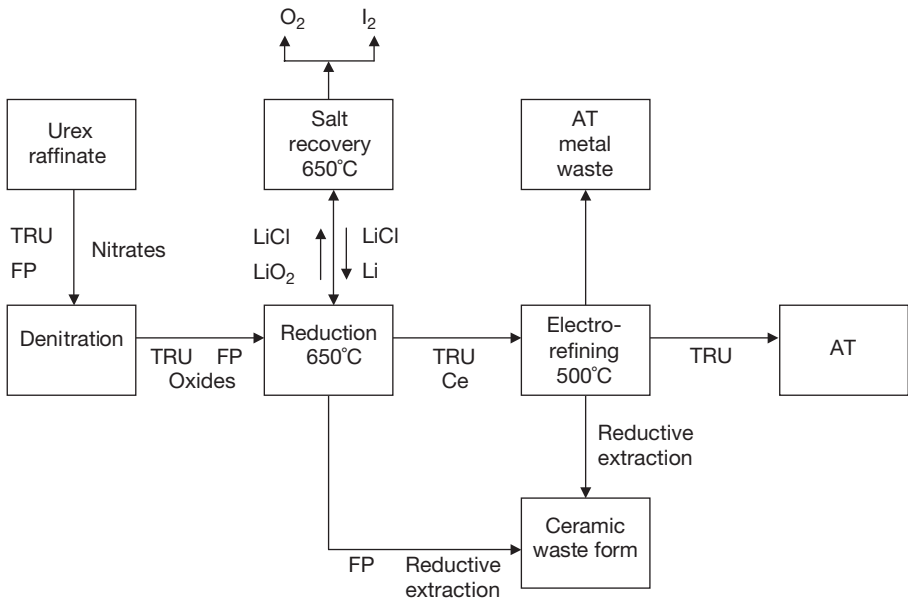 O2 I2
Urex
raffinate
Salt
recovery
650°C
AT
metal
waste
TRU
FP
Nitrates
LiCl
LiO2
LiCl
Li
Denitration
TRU FP
Oxides
Reduction
650°C
TRU
Ce
Electro-
refining
500°C
TRU
AT
Reductive
extraction
Ceramic
waste form
FP Reductive
extraction